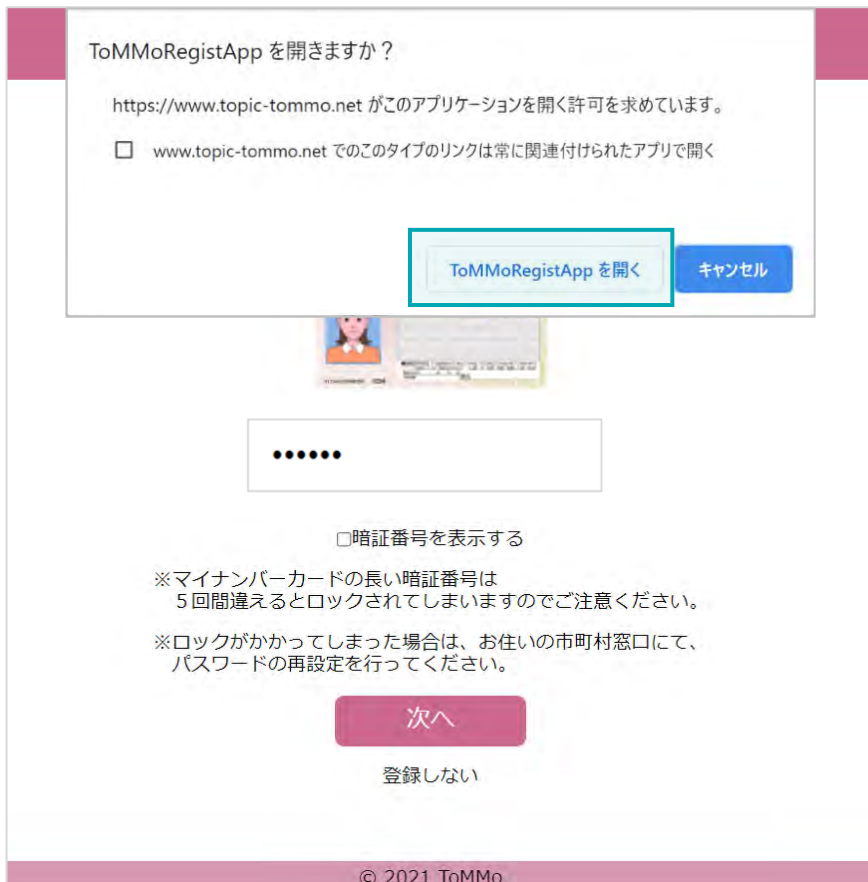 ToMMoRegistApp を開きますか？
https://www.topic-tommo.net がこのアプリケーションを開く許可を求めています。
www.topic-tommo.net でのこのタイプのリンクは常に関連付けられたアプリで開く
ToMMoRegistApp を開く
キャンセル
••••••
暗証番号を表示する
※マイナンバーカードの長い暗証番号は
５回間違えるとロックされてしまいますのでご注意ください。
※ロックがかかってしまった場合は、お住いの市町村窓口にて、
パスワードの再設定を行ってください。
次へ
登録しない
© 2021 ToMMo